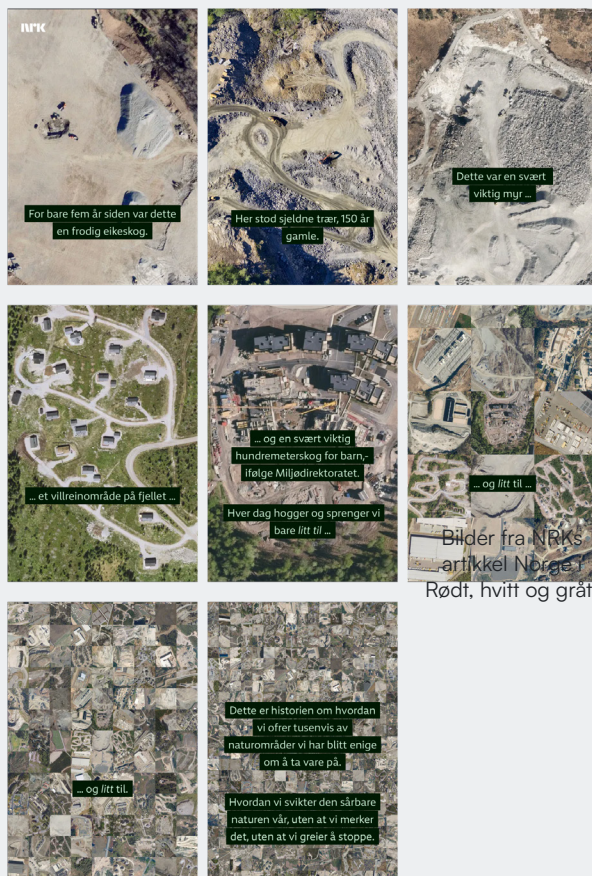 NRK
For bare fem år siden var dette
en frodig eikeskog.
Her stod sjeldne trær, 150 år
gamle.
Dette var en svært
viktig myr ...
... et villreinområde på fjellet ...
... og en svært viktig
hundremeterskog for barn,-
ifølge Miljødirektoratet.
Hver dag hogger og sprenger vi
bare litt til ...
... og litt til ...
Bilder fra NRKs
artikkel Norge i
Rødt, hvitt og grått
... og litt til.
Dette er historien om hvordan
vi ofrer tusenvis av
naturområder vi har blitt enige
om å ta vare på.
Hvordan vi svikter den sårbare
naturen vår, uten at vi merker
det, uten at vi greier å stoppe.